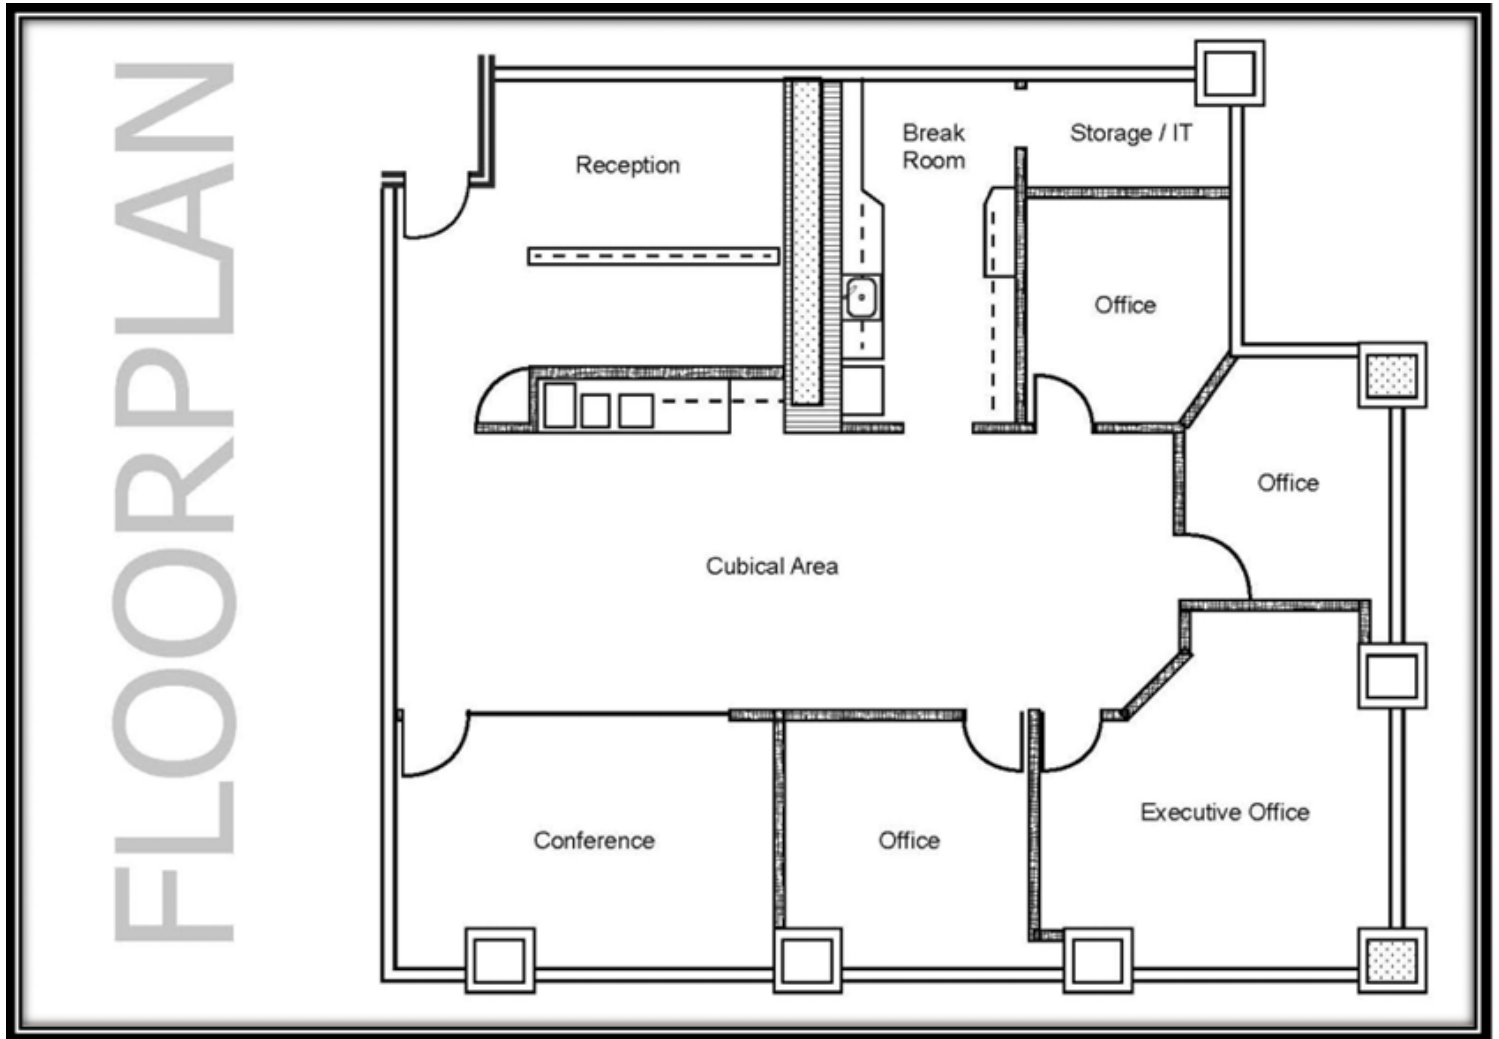 FLOORPLAN
Reception
Break
Room
Storage / IT
Office
Office
Cubical Area
Conference
Office
Executive Office